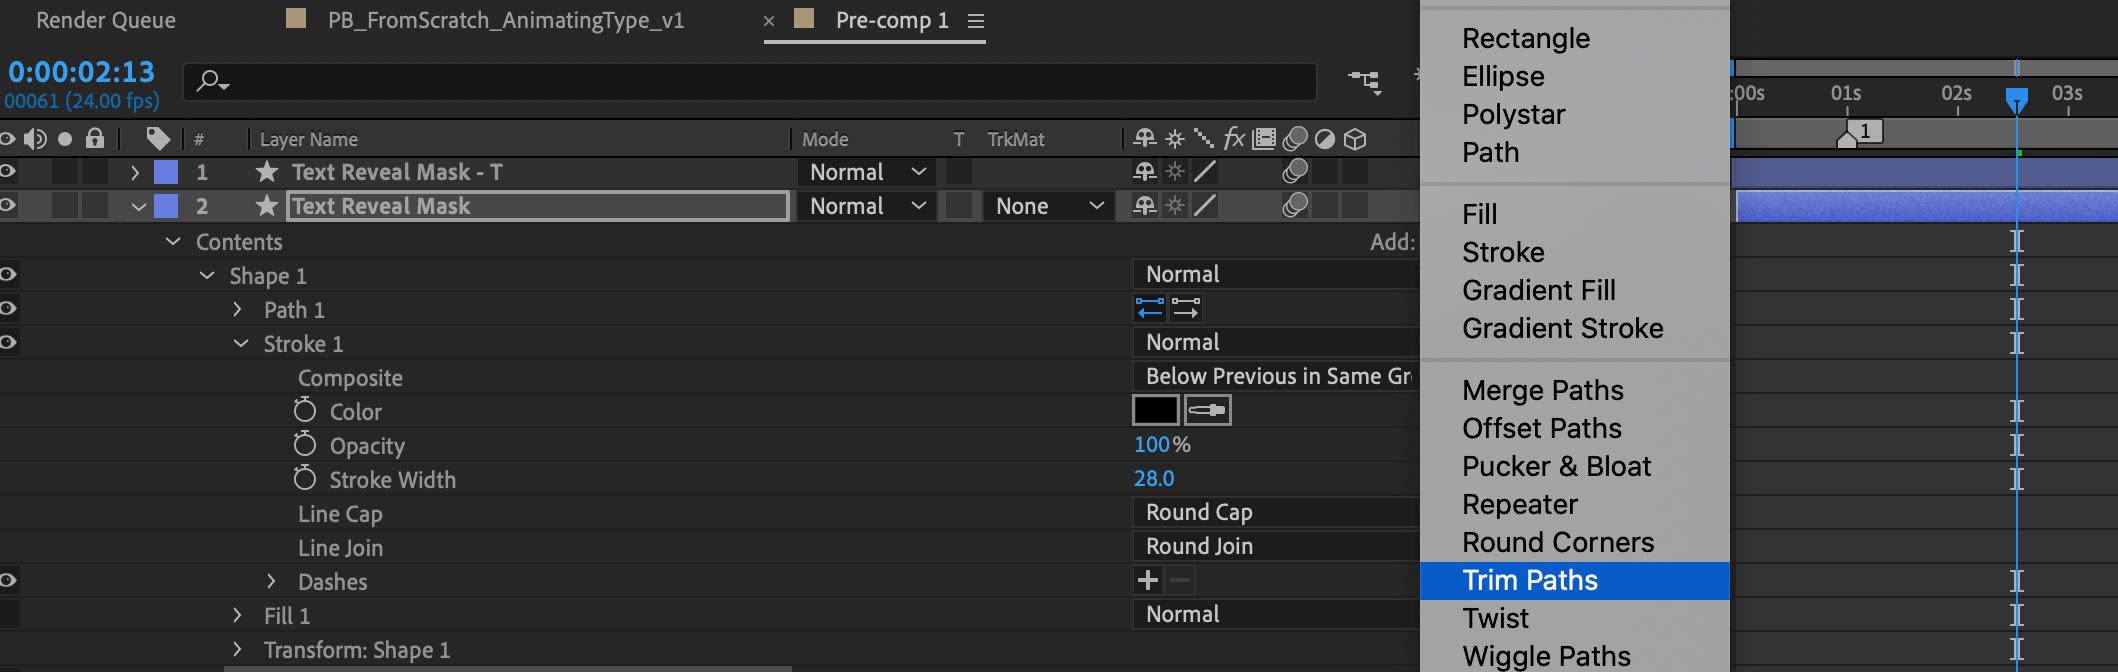 Render Queue PB_FromScratch_AnimatingType_v1 × Pre-comp 1
0:00:02:13
00061 (24.00 fps)
:00s 01s 02s 03s
1
# Layer Name Mode T TrkMat fx
1 Text Reveal Mask - T Normal
2 Text Reveal Mask Normal None
Contents Add:
Shape 1 Normal
Path 1
Stroke 1 Normal
Composite Below Previous in Same Gr
Color
Opacity 100%
Stroke Width 28.0
Line Cap Round Cap
Line Join Round Join
Dashes + −
Fill 1 Normal
Transform: Shape 1
Rectangle
Ellipse
Polystar
Path
Fill
Stroke
Gradient Fill
Gradient Stroke
Merge Paths
Offset Paths
Pucker & Bloat
Repeater
Round Corners
Trim Paths
Twist
Wiggle Paths